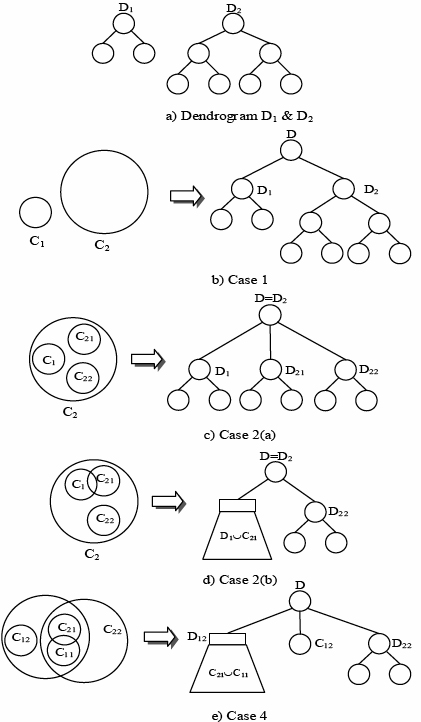 D₁ D₂
a) Dendrogram D₁ & D₂
D
D₁ D₂
C₁ C₂
b) Case 1
D=D₂
C₂₁
C₁ D₁ D₂₁ D₂₂
C₂₂
C₂
c) Case 2(a)
D=D₂
C₁ C₂₁
D₂₂
C₂₂ D₁∪C₂₁
C₂
d) Case 2(b)
D
C₁₂ C₂₁ C₂₂ D₁₂ C₁₂ D₂₂
C₁₁ C₂₁∪C₁₁
e) Case 4